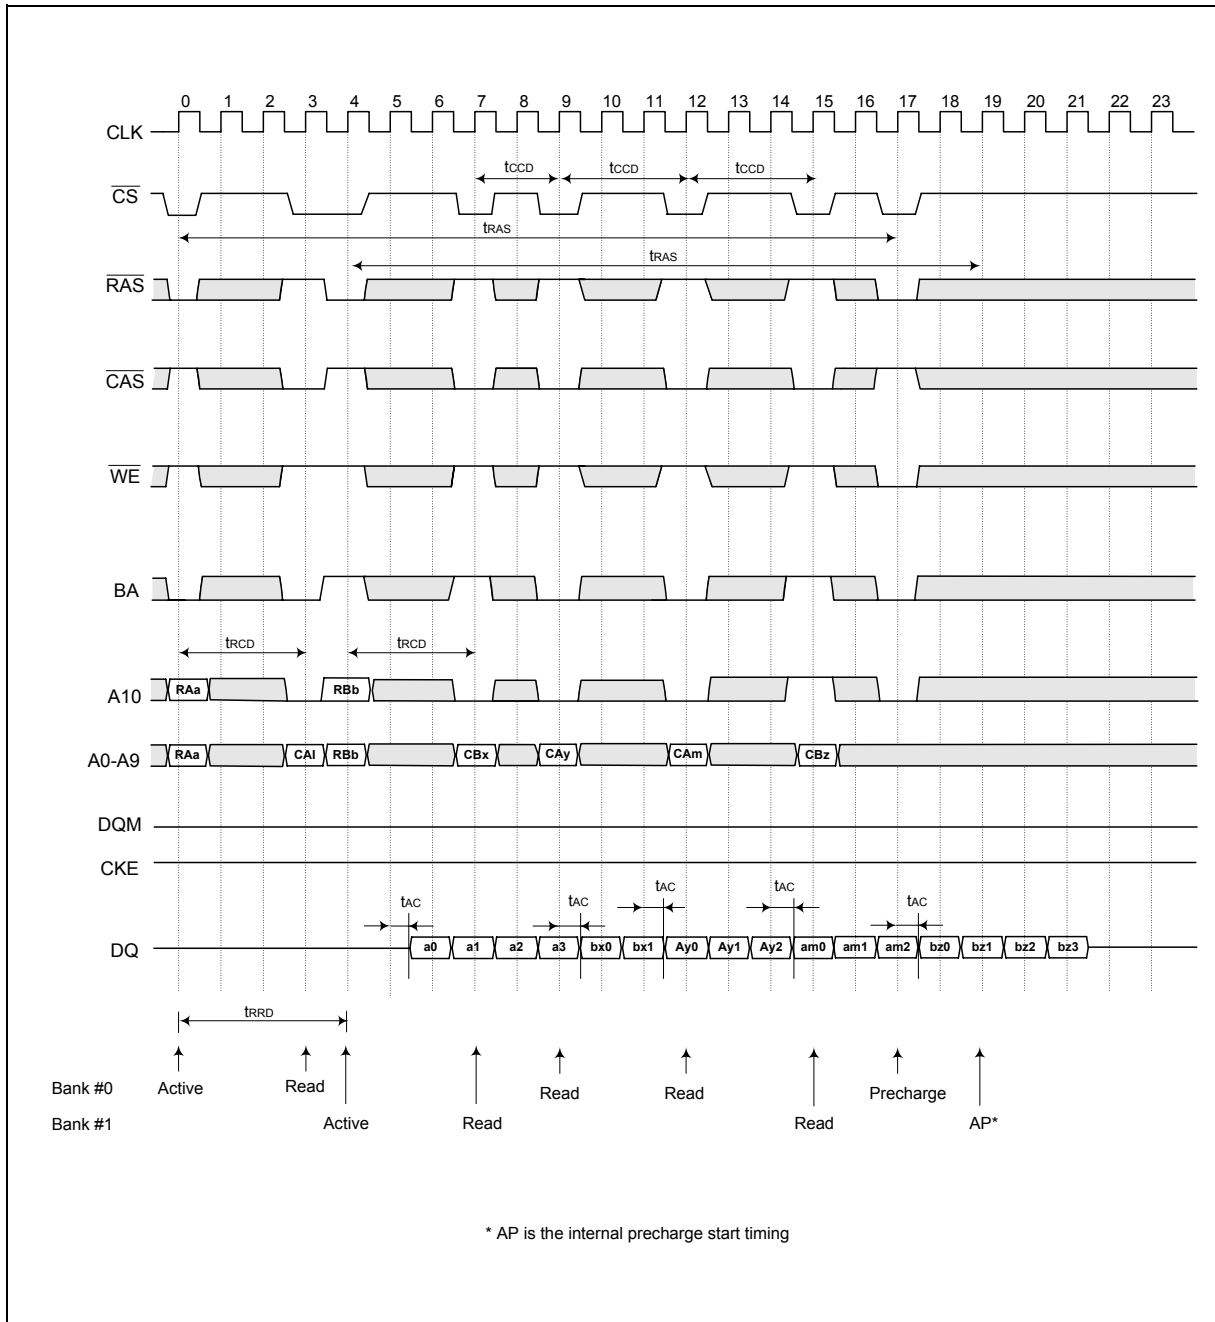 0 1 2 3 4 5 6 7 8 9 10 11 12 13 14 15 16 17 18 19 20 21 22 23
CLK
tCCD tCCD tCCD
CS
tRAS
tRAS
RAS
CAS
WE
BA
tRCD tRCD
A10 RAa RBb
A0-A9 RAa CAI RBb CBx CAy CAm CBz
DQM
CKE
tAC tAC tAC tAC tAC
DQ a0 a1 a2 a3 bx0 bx1 Ay0 Ay1 Ay2 am0 am1 am2 bz0 bz1 bz2 bz3
tRRD
Bank #0 Active Read Read Read Precharge
Bank #1 Active Read Read AP*
* AP is the internal precharge start timing